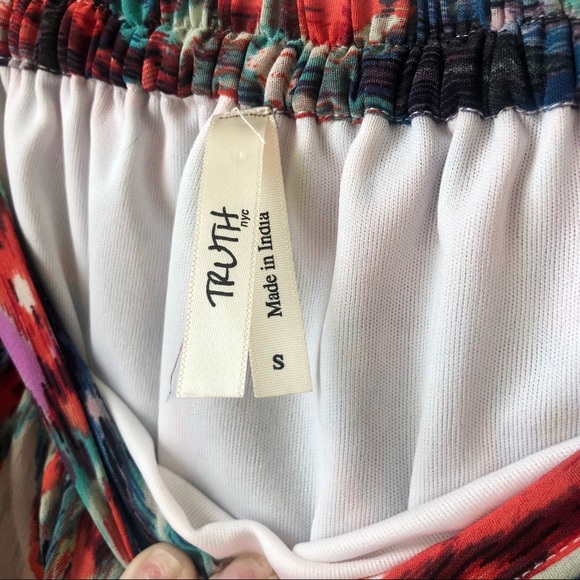 TRUTH
nyc
Made in India
S